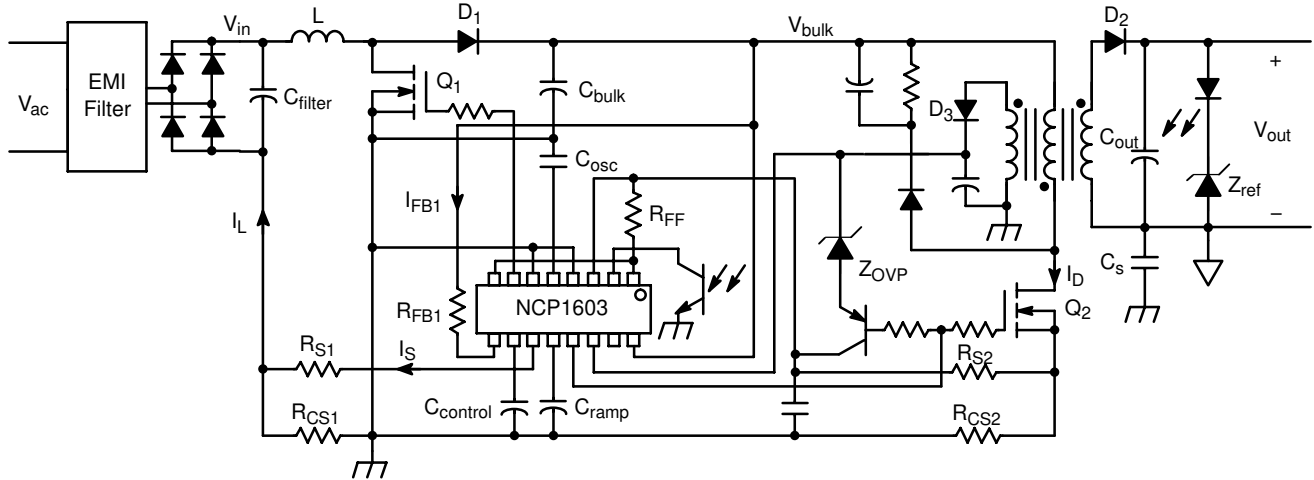 V_in
L
D_1
V_bulk
D_2
EMI
Filter
V_ac
C_filter
Q_1
C_bulk
D_3
C_out
V_out
+
−
C_osc
Z_ref
I_FB1
R_FF
I_L
Z_OVP
C_s
I_D
NCP1603
R_FB1
Q_2
R_S1
I_S
R_S2
C_control
C_ramp
R_CS1
R_CS2